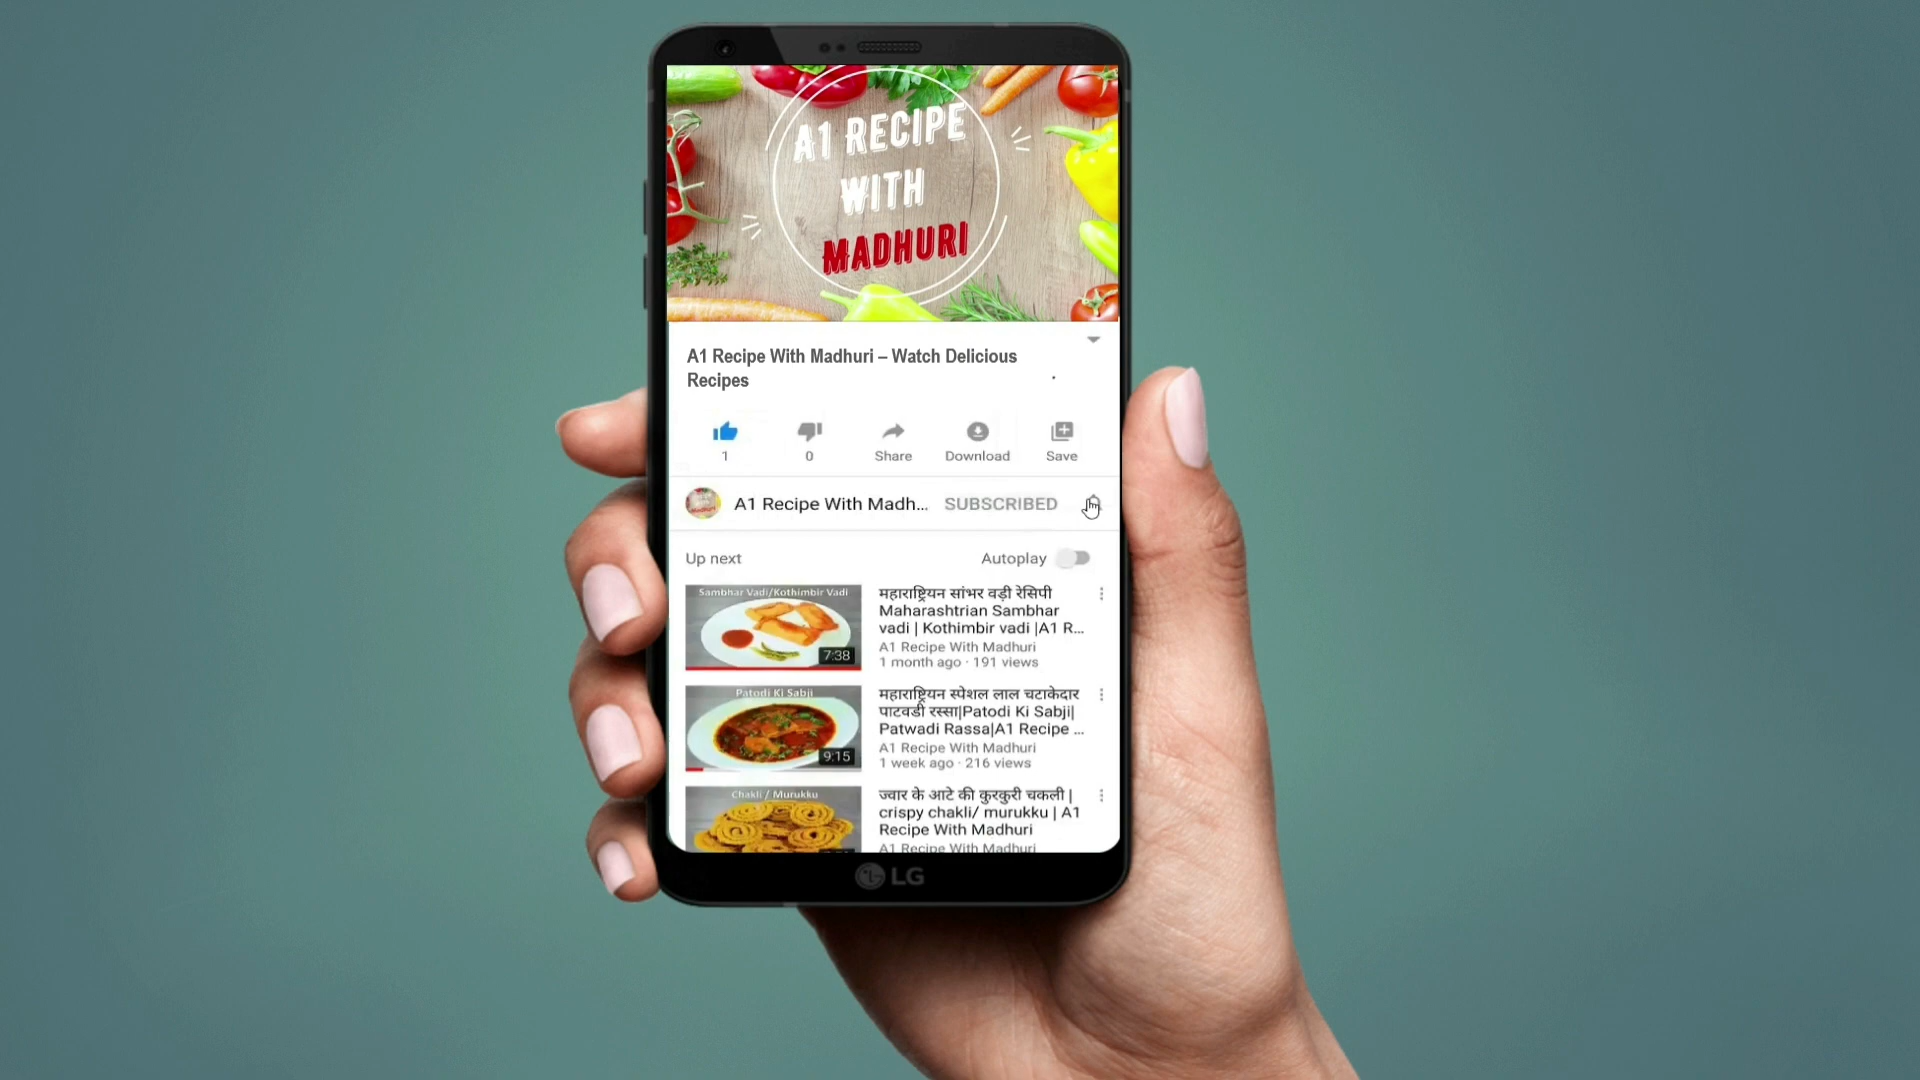 A1 RECIPE
WITH
MADHURI
A1 Recipe With Madhuri – Watch Delicious
Recipes
1
0
Share
Download
Save
A1 Recipe With Madh...
SUBSCRIBED
Up next
Autoplay
Sambhar Vadi/Kothimbir Vadi
7:38
महाराष्ट्रियन सांभर वड़ी रेसिपी
Maharashtrian Sambhar
vadi | Kothimbir vadi |A1 R...
A1 Recipe With Madhuri
1 month ago · 191 views
Patodi Ki Sabji
9:15
महाराष्ट्रियन स्पेशल लाल चटाकेदार
पाटवडी रस्सा|Patodi Ki Sabji|
Patwadi Rassa|A1 Recipe ...
A1 Recipe With Madhuri
1 week ago · 216 views
Chakli / Murukku
ज्वार के आटे की कुरकुरी चकली |
crispy chakli/ murukku | A1
Recipe With Madhuri
A1 Recipe With Madhuri
LG